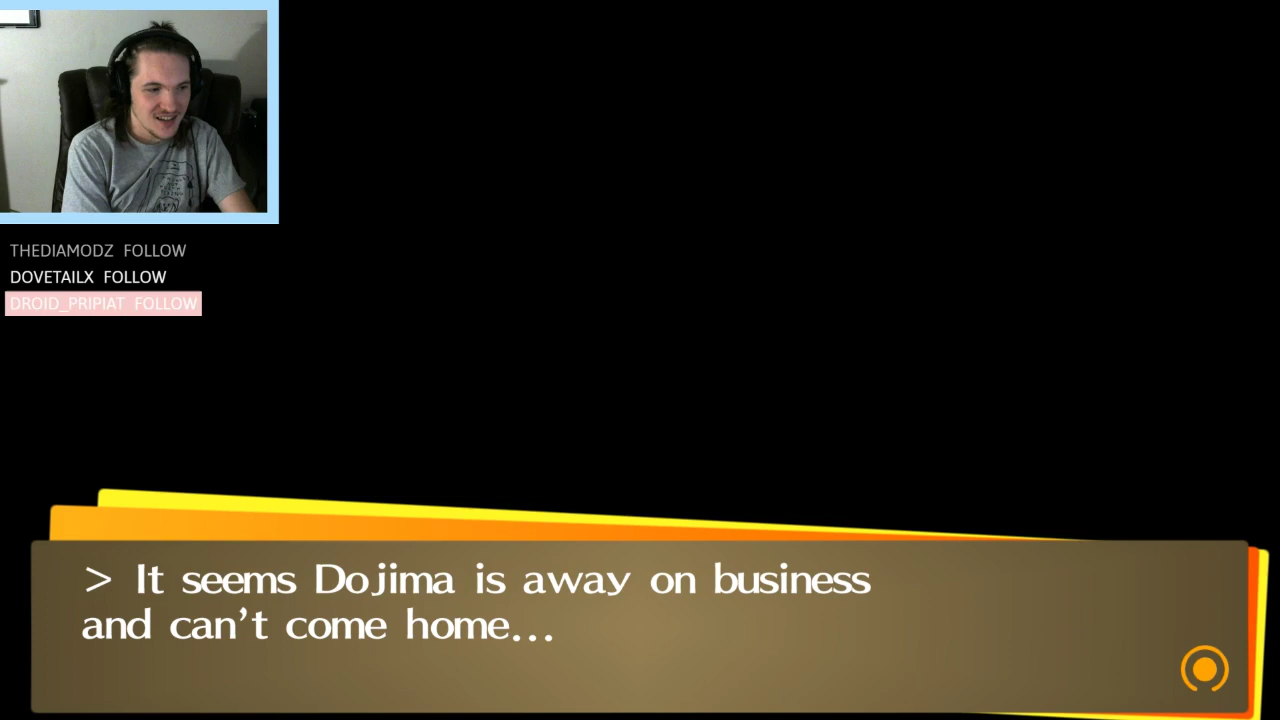 THEDIAMODZ FOLLOW
DOVETAILX FOLLOW
DROID_PRIPIAT FOLLOW
> It seems Dojima is away on business
and can't come home...